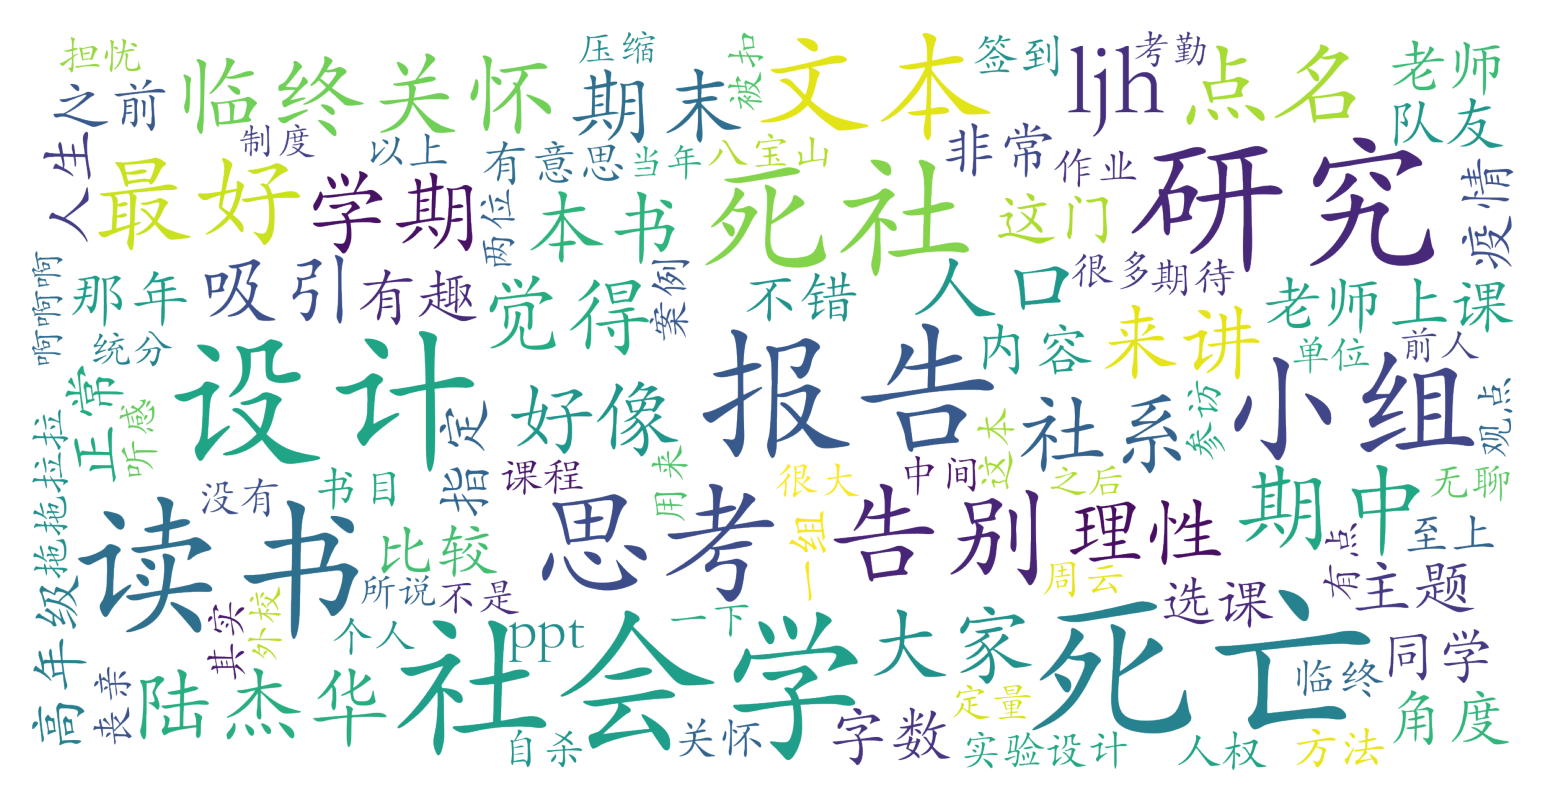 担忧
压缩
被扣
签到
考勤
之前
临终关怀
期末
文本
ljh
点名
老师
队友
人生
制度
以上
有意思
当年
八宝山
非常
作业
最好
学期
两位
本书
死社
这门
研究
疫情
啊啊啊
那年
吸引
有趣
觉得
案例
不错
人口
很多
期待
老师上课
统分
内容
来讲
单位
前人
设计
报告
小组
正常
听感
好像
指定
这本
社系
参访
观点
拖拖拉拉
没有
书目
课程
用来
很大
中间
之后
期中
无聊
读书
比较
思考
一组
告别
理性
有点
至上
高年级
其实
外校
所说
不是
周云
选课
主题
个人
ppt
一下
社会学
大家
死亡
临终
同学
丧亲
陆杰华
自杀
关怀
字数
定量
实验设计
人权
方法
角度